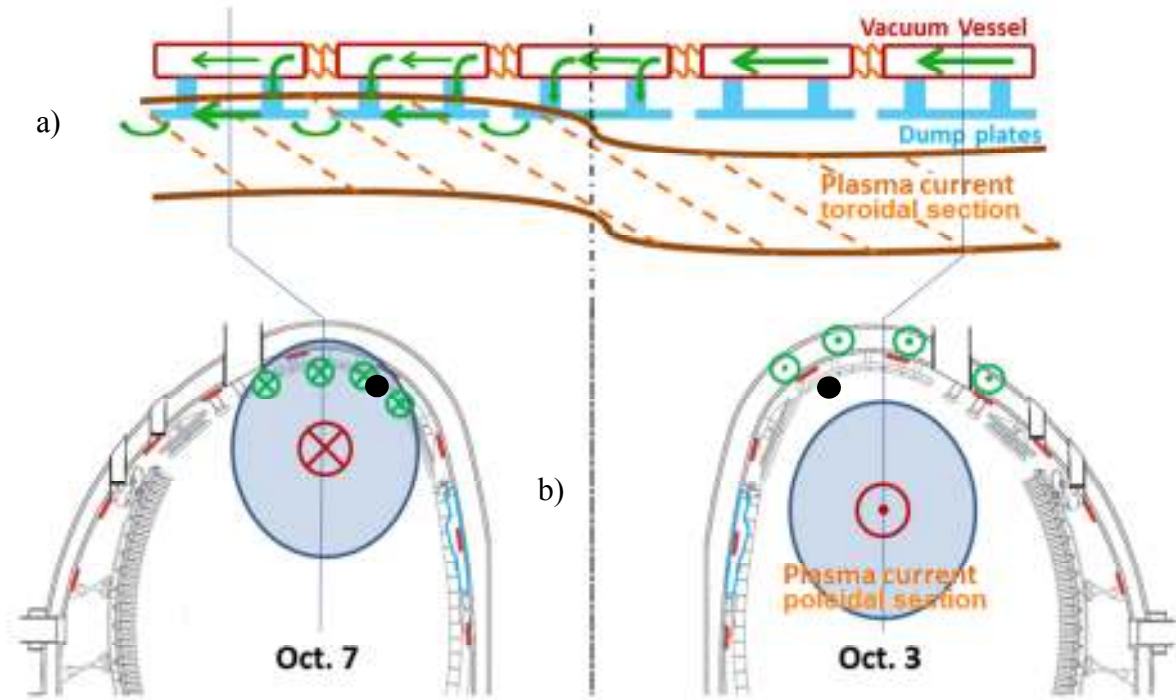 Vacuum Vessel
a)
Dump plates
Plasma current
toroidal section
b)
Plasma current
poloidal section
Oct. 7
Oct. 3